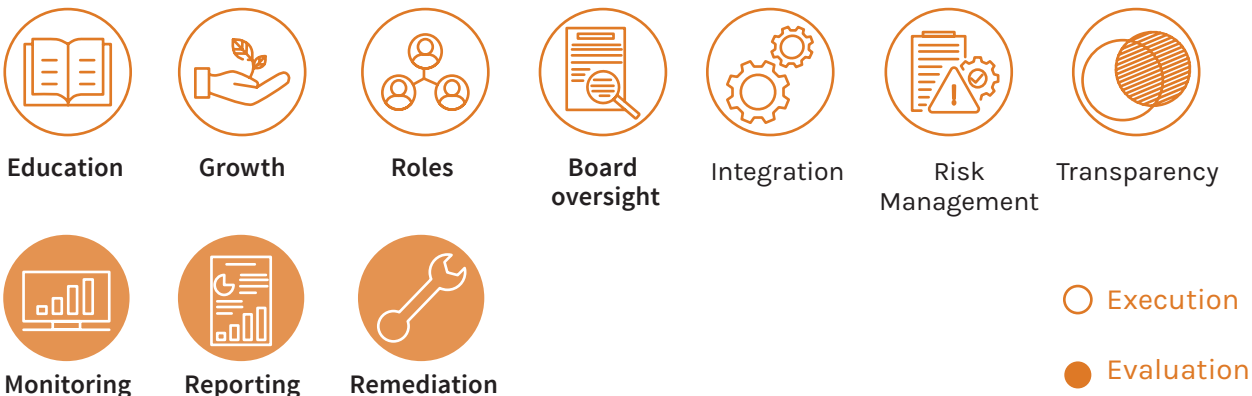 Education
Growth
Roles
Board
oversight
Integration
Risk
Management
Transparency
Monitoring
Reporting
Remediation
Execution
Evaluation